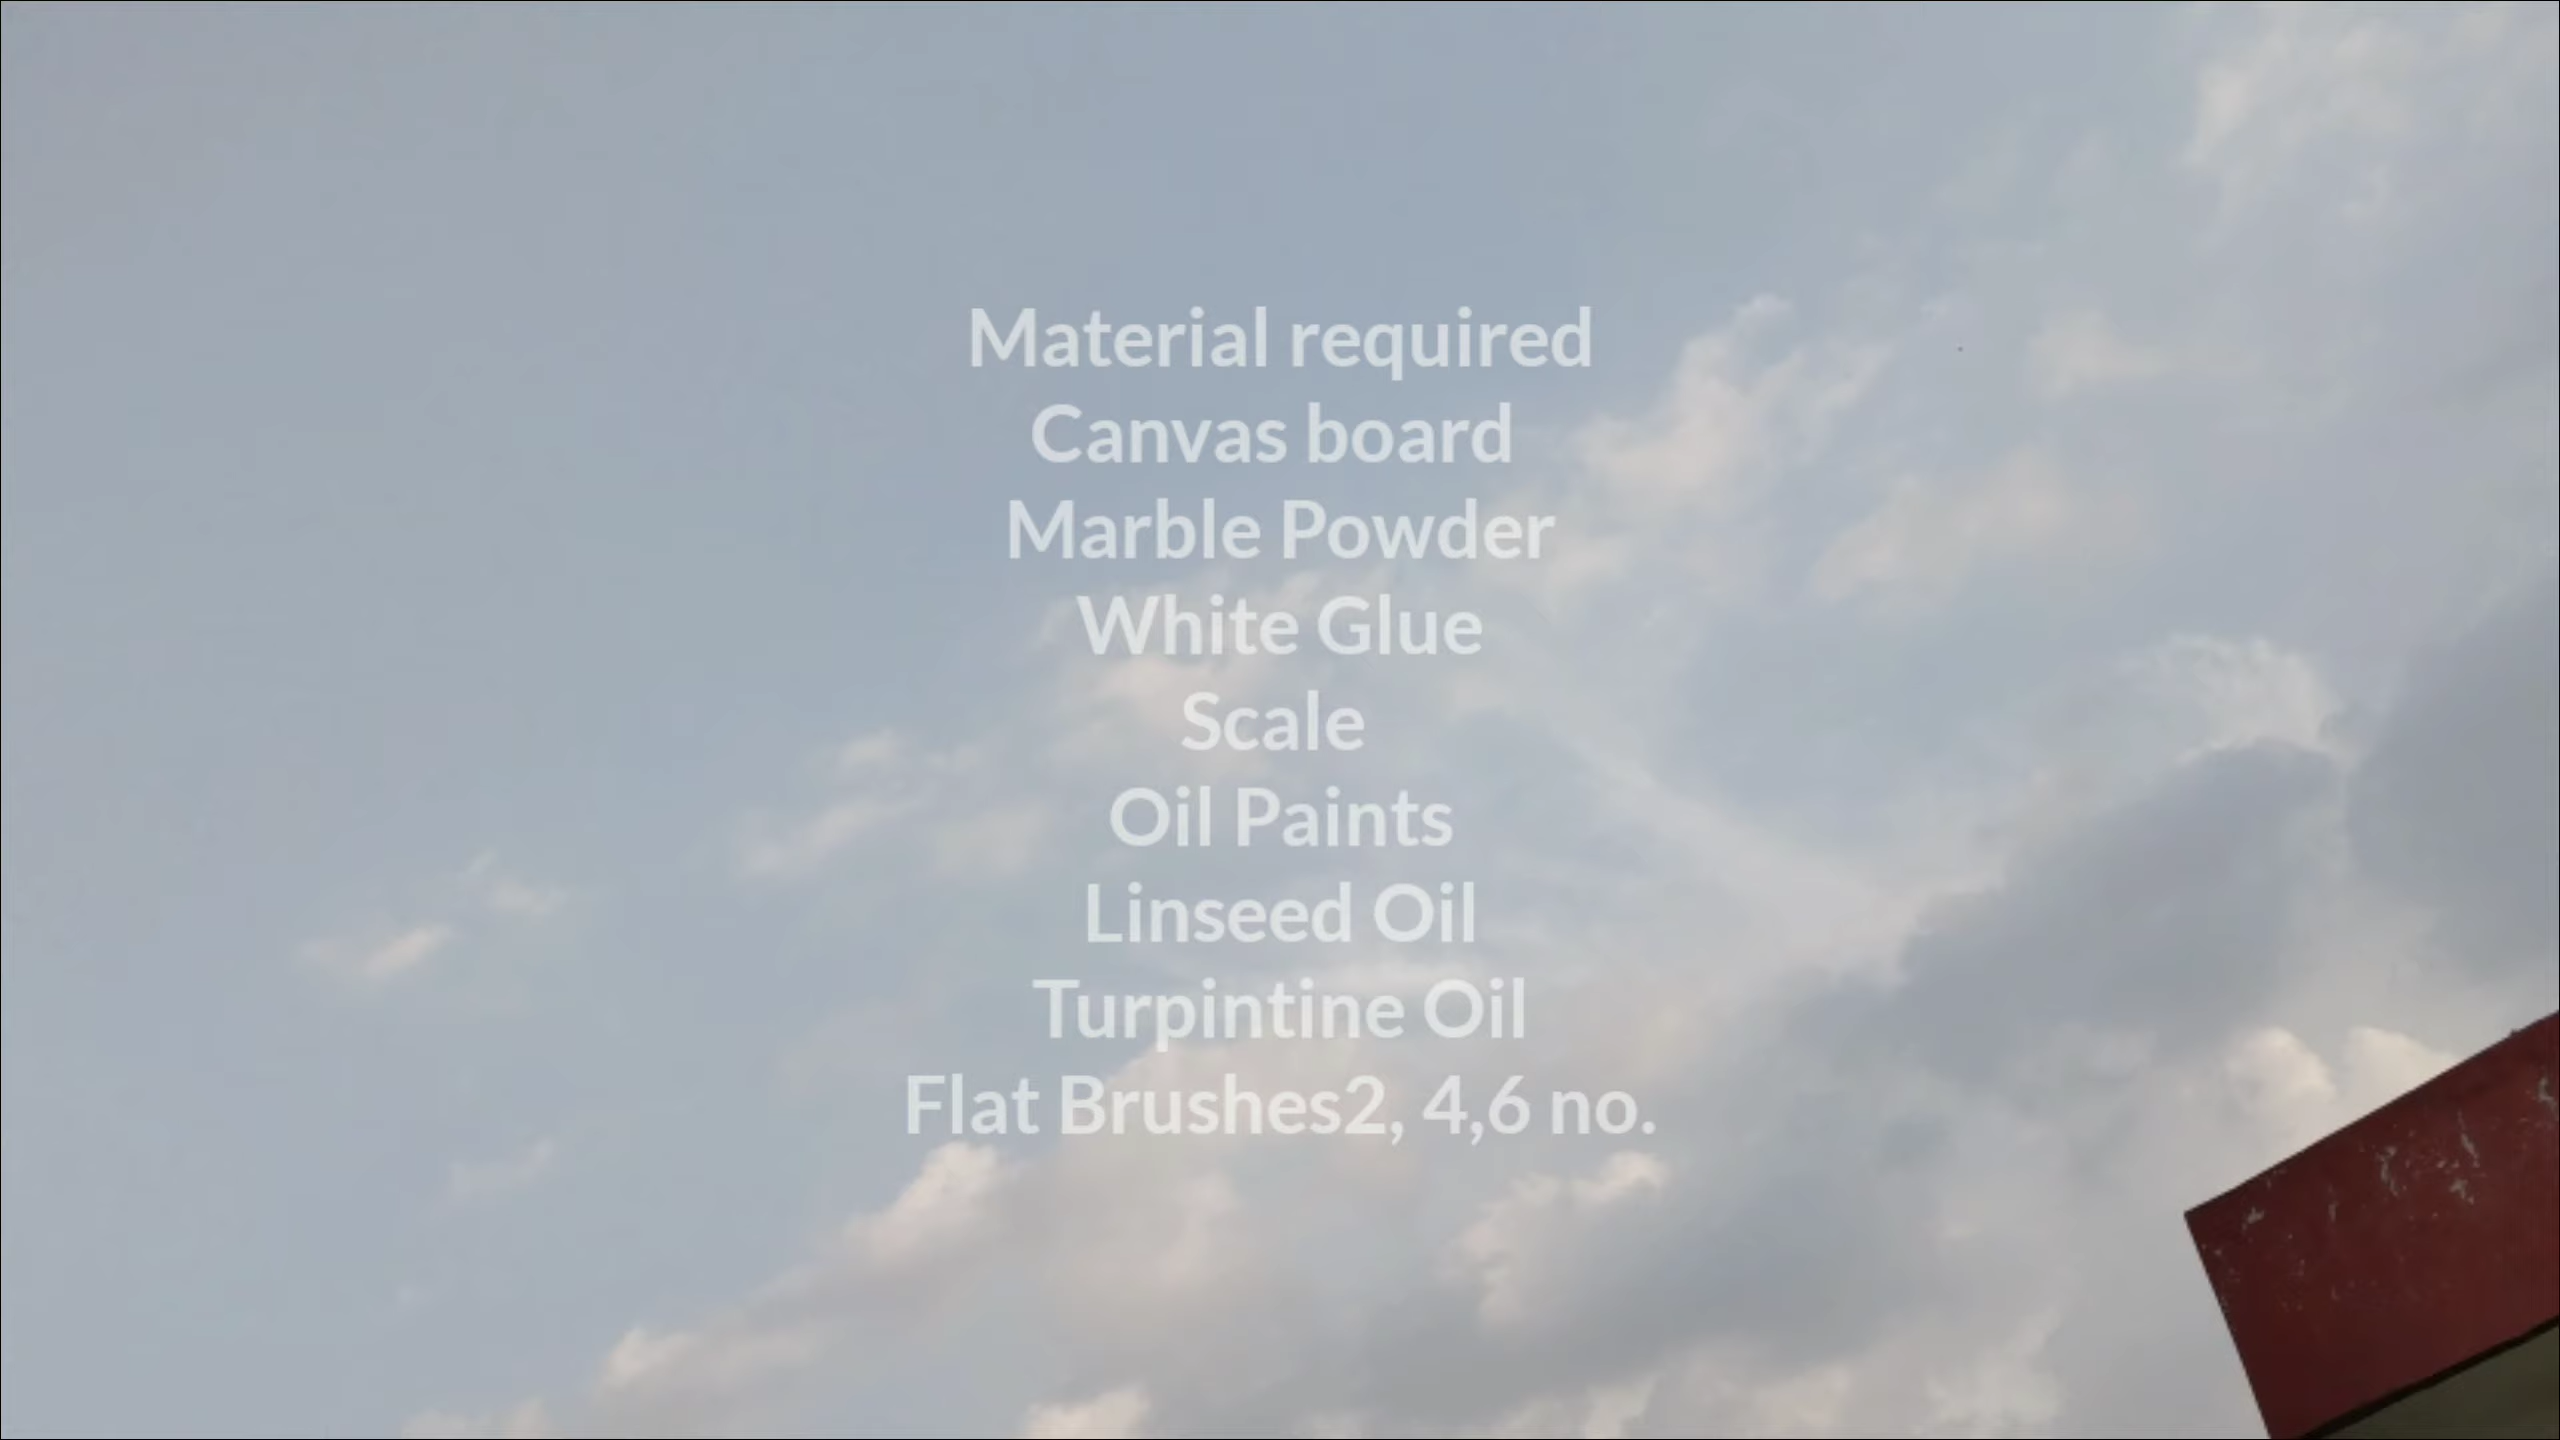 Material required
Canvas board
Marble Powder
White Glue
Scale
Oil Paints
Linseed Oil
Turpintine Oil
Flat Brushes2, 4,6 no.